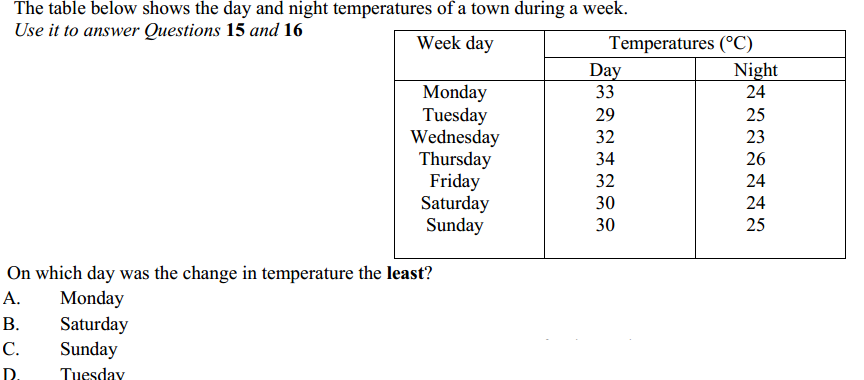 The table below shows the day and night temperatures of a town during a week.
Use it to answer Questions 15 and 16
Week day Temperatures (°C)
Day Night
Monday 33 24
Tuesday 29 25
Wednesday 32 23
Thursday 34 26
Friday 32 24
Saturday 30 24
Sunday 30 25
On which day was the change in temperature the least?
A. Monday
B. Saturday
C. Sunday
D. Tuesday